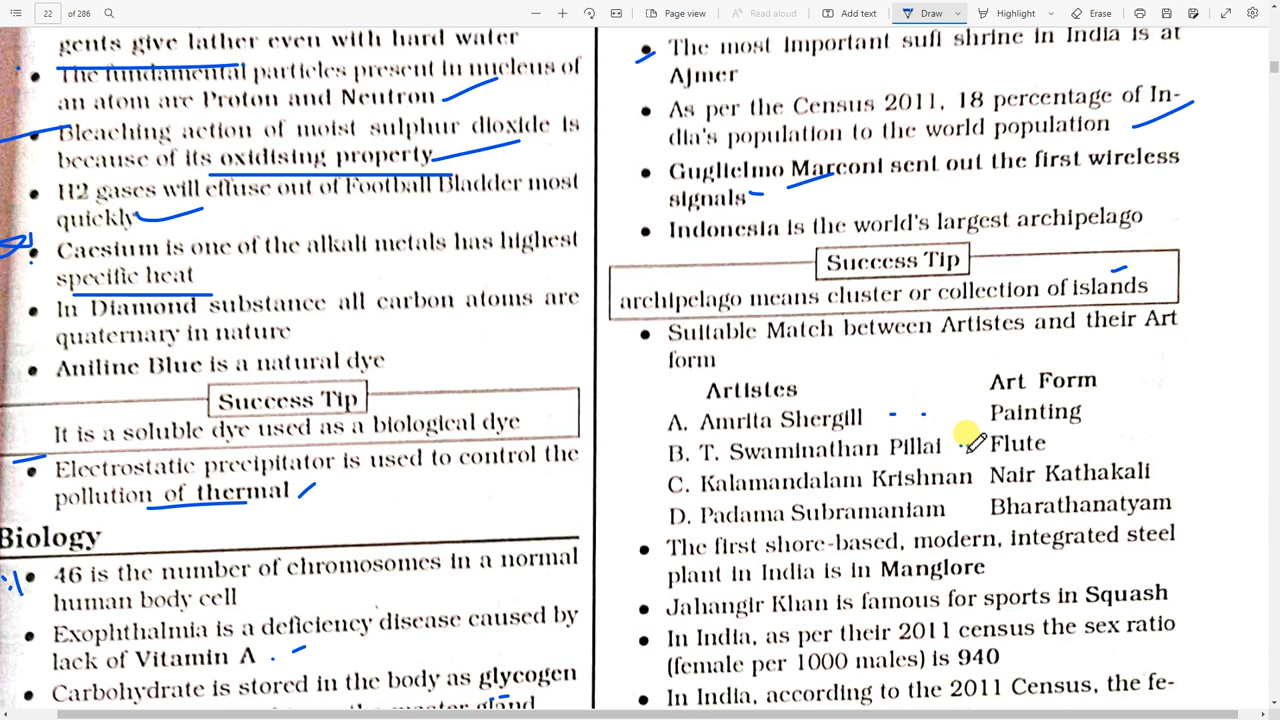 22 of 286
Page view
Read aloud
Add text
Draw
Highlight
Erase
gents give lather even with hard water
The fundamental particles present in nucleus of
an atom are Proton and Neutron
Bleaching action of moist sulphur dioxide is
because of its oxidising property
112 gases will effuse out of Football Bladder most
quickly
Caesium is one of the alkali metals has highest
specific heat
In Diamond substance all carbon atoms are
quaternary in nature
Aniline Blue is a natural dye
Success Tip
It is a soluble dye used as a biological dye
Electrostatic precipitator is used to control the
pollution of thermal
Biology
46 is the number of chromosomes in a normal
human body cell
Exophthalmia is a deficiency disease caused by
lack of Vitamin A
Carbohydrate is stored in the body as glycogen
the master gland
The most important sufi shrine in India is at
Ajmer
As per the Census 2011, 18 percentage of In-
dia's population to the world population
Guglielmo Marconi sent out the first wireless
signals
Indonesia is the world's largest archipelago
Success Tip
archipelago means cluster or collection of islands
Suitable Match between Artistes and their Art
form
Artistes Art Form
A. Amrita Shergill Painting
B. T. Swaminathan Pillai Flute
C. Kalamandalam Krishnan Nair Kathakali
D. Padama Subramaniam Bharathanatyam
The first shore-based, modern, integrated steel
plant in India is in Manglore
Jahangir Khan is famous for sports in Squash
In India, as per their 2011 census the sex ratio
(female per 1000 males) is 940
In India, according to the 2011 Census, the fe-